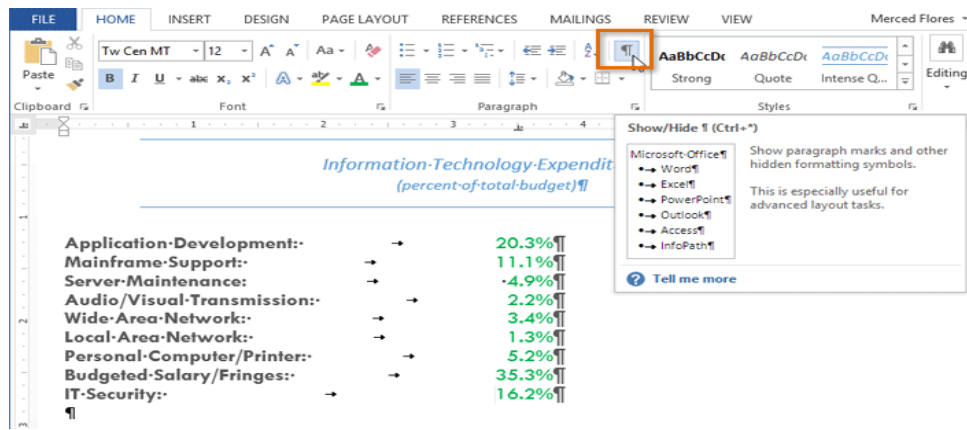 FILE HOME INSERT DESIGN PAGE LAYOUT REFERENCES MAILINGS REVIEW VIEW Merced Flores
Tw Cen MT 12 A A Aa
Paste B I U abc X₂ X² A aby A AaBbCcDc AaBbCcDc AaBbCcDc Editing
Strong Quote Intense Q...
Clipboard Font Paragraph Styles
1 2 3 4
Show/Hide ¶ (Ctrl+*)
Microsoft·Office¶
Word¶
Excel¶
PowerPoint¶
Outlook¶
Access¶
InfoPath¶
Show paragraph marks and other
hidden formatting symbols.
This is especially useful for
advanced layout tasks.
Tell me more
Information·Technology·Expendit
(percent·of·total·budget)¶
Application·Development:· → 20.3%¶
Mainframe·Support:· → 11.1%¶
Server·Maintenance: → ·4.9%¶
Audio/Visual·Transmission:· → 2.2%¶
Wide·Area·Network:· → 3.4%¶
Local·Area·Network:· → 1.3%¶
Personal·Computer/Printer:· → 5.2%¶
Budgeted·Salary/Fringes:· → 35.3%¶
IT·Security:· → 16.2%¶
¶